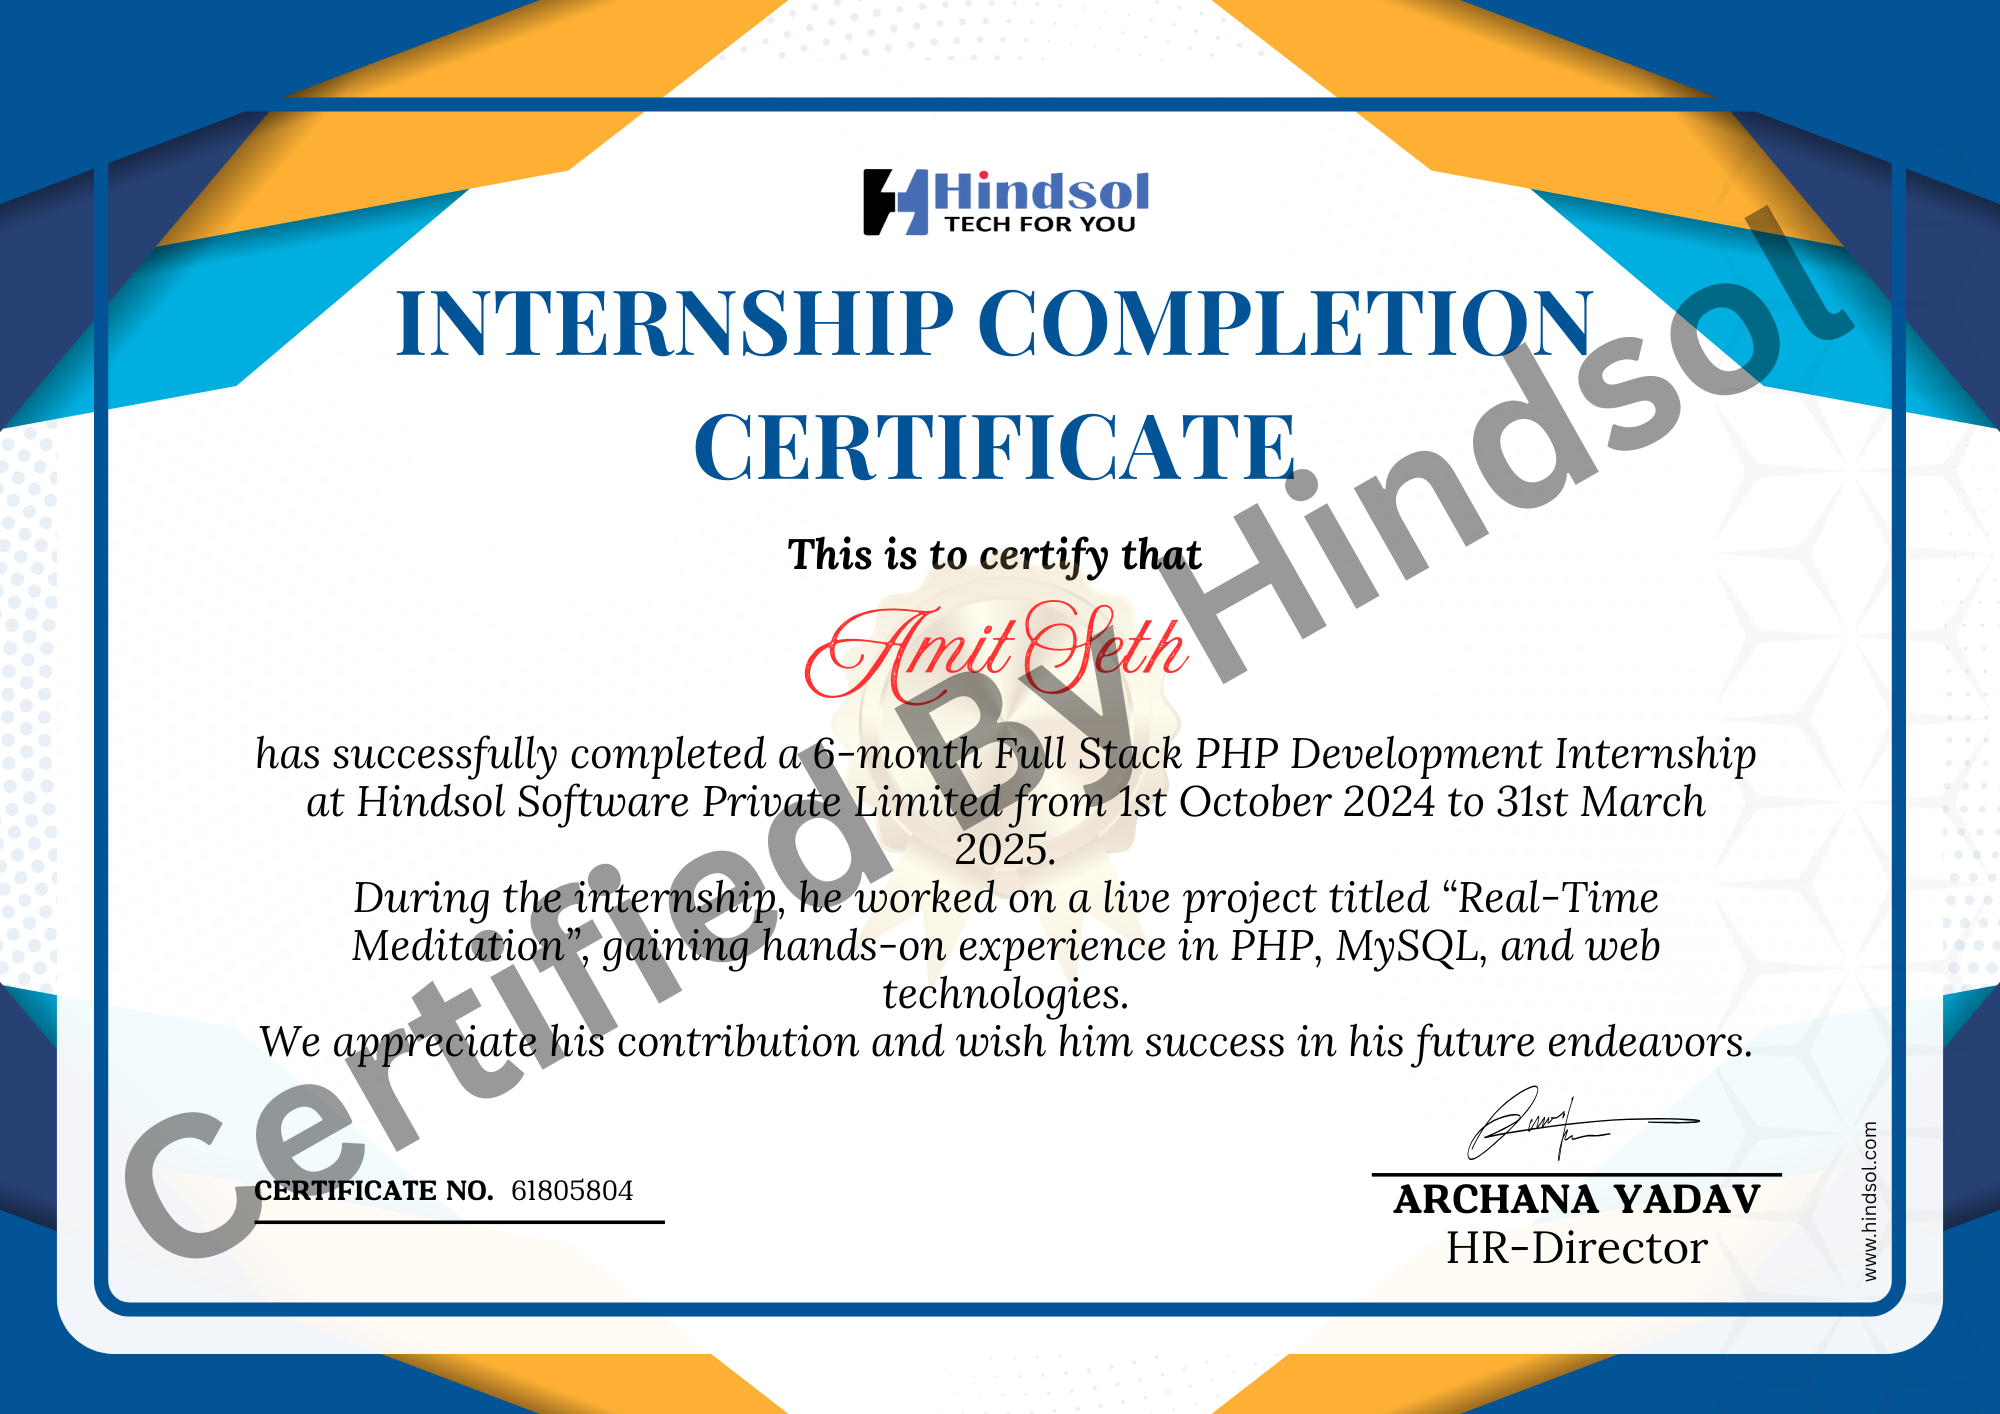 Hindsol
TECH FOR YOU
INTERNSHIP COMPLETION
CERTIFICATE
This is to certify that
Amit Seth
has successfully completed a 6-month Full Stack PHP Development Internship
at Hindsol Software Private Limited from 1st October 2024 to 31st March
2025.
During the internship, he worked on a live project titled “Real-Time
Meditation”, gaining hands-on experience in PHP, MySQL, and web
technologies.
We appreciate his contribution and wish him success in his future endeavors.
CERTIFICATE NO. 61805804
ARCHANA YADAV
HR-Director
www.hindsol.com
Certified By Hindsol